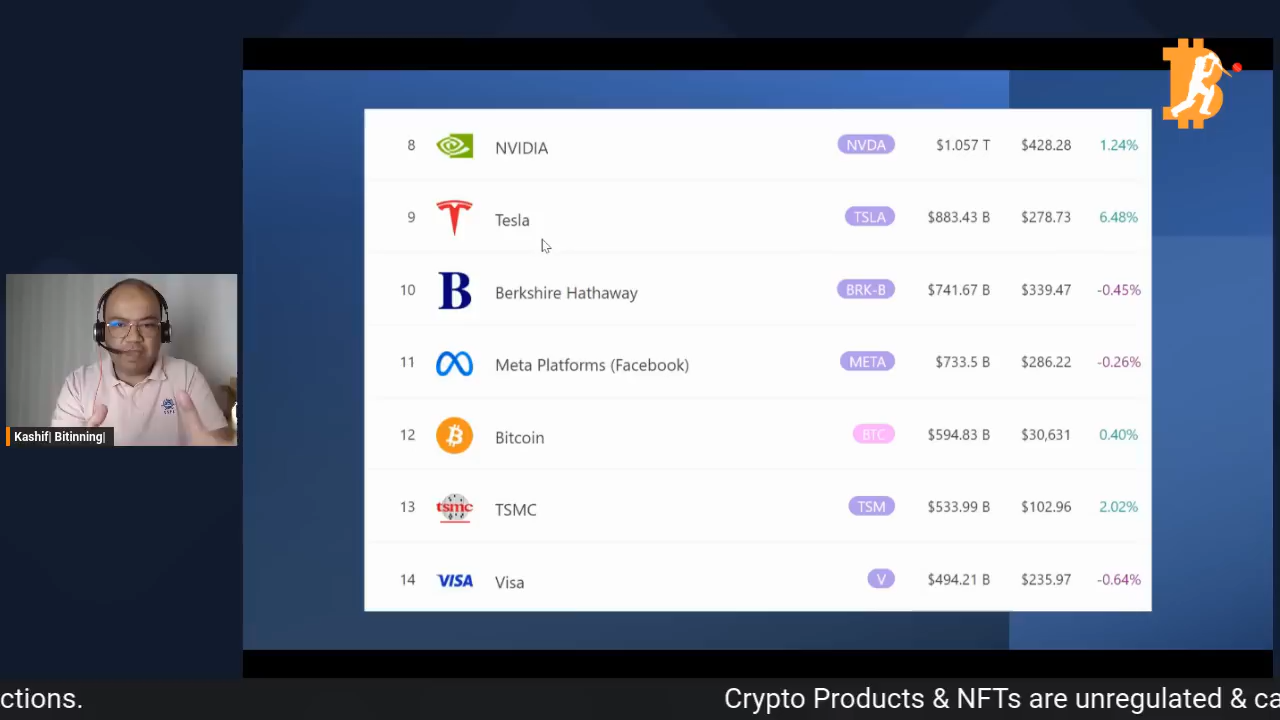 8 NVIDIA NVDA $1.057 T $428.28 1.24%
9 Tesla TSLA $883.43 B $278.73 6.48%
10 B Berkshire Hathaway BRK-B $741.67 B $339.47 -0.45%
11 Meta Platforms (Facebook) META $733.5 B $286.22 -0.26%
12 Bitcoin BTC $594.83 B $30,631 0.40%
13 tsmc TSMC TSM $533.99 B $102.96 2.02%
14 VISA Visa V $494.21 B $235.97 -0.64%
Kashif| Bitinning|
ctions. Crypto Products & NFTs are unregulated & ca